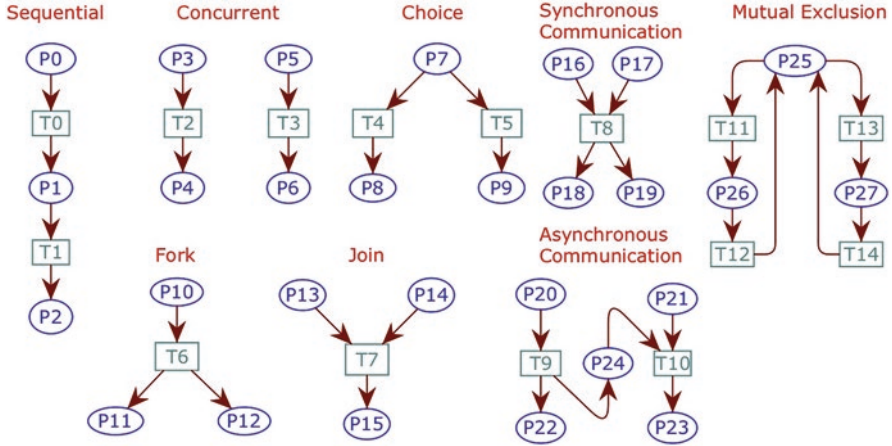 Sequential
Concurrent
Choice
Synchronous
Communication
Mutual Exclusion
P0
P3
P5
P7
P16
P17
P25
T0
T2
T3
T4
T5
T8
T11
T13
P1
P4
P6
P8
P9
P18
P19
P26
P27
T1
T12
T14
Fork
Join
Asynchronous
Communication
P2
P10
P13
P14
P20
P21
T6
T7
T9
P24
T10
P11
P12
P15
P22
P23